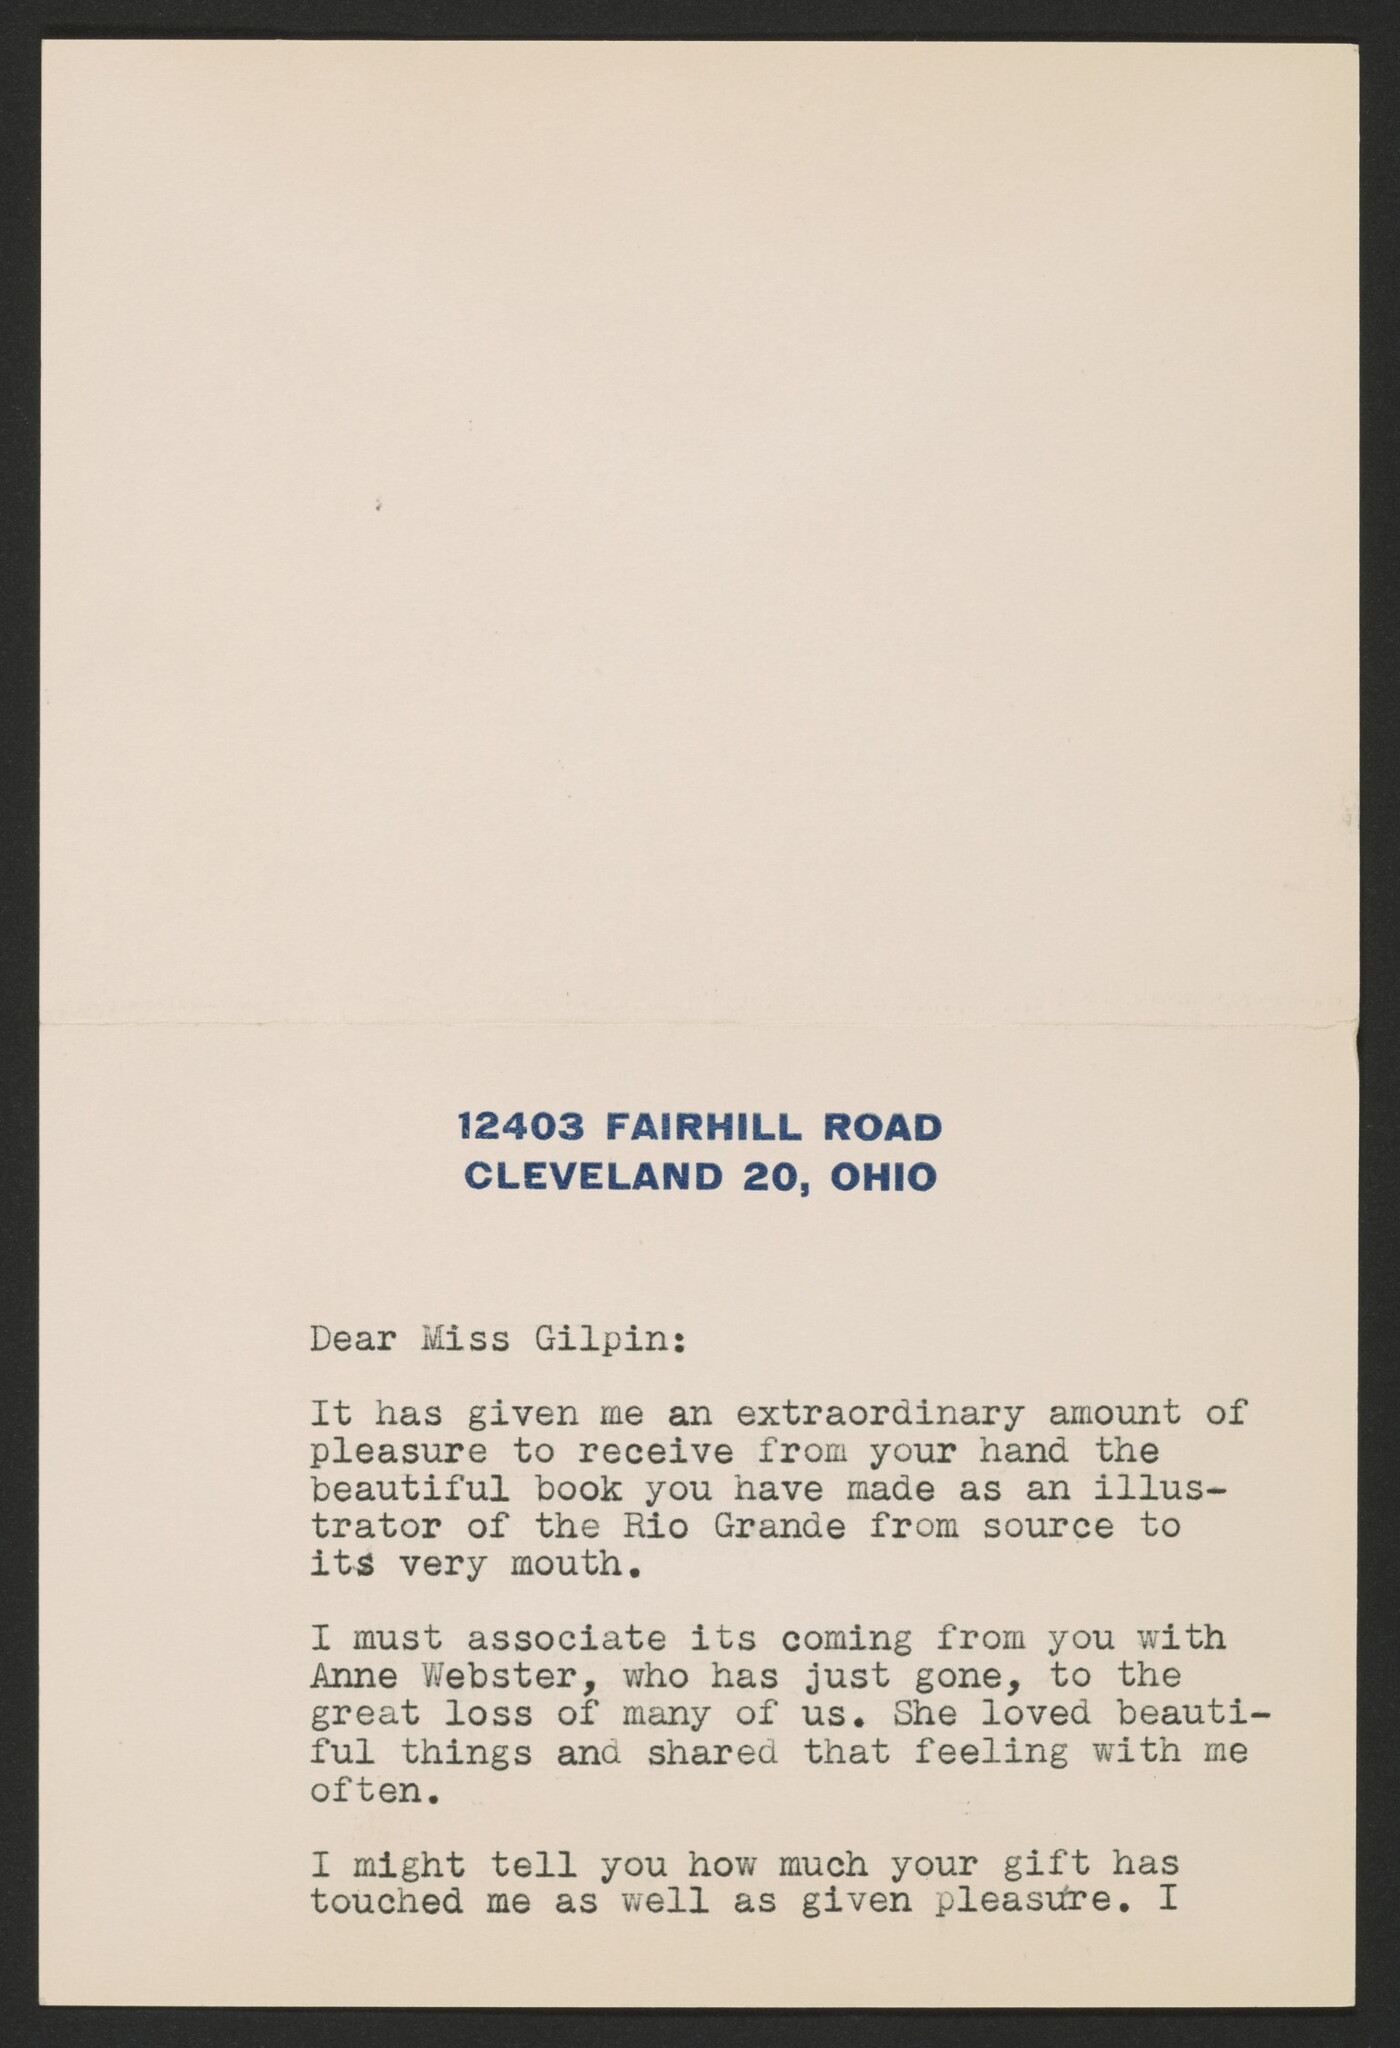 12403 FAIRHILL ROAD
CLEVELAND 20, OHIO
Dear Miss Gilpin:
It has given me an extraordinary amount of
pleasure to receive from your hand the
beautiful book you have made as an illus-
trator of the Rio Grande from source to
its very mouth.
I must associate its coming from you with
Anne Webster, who has just gone, to the
great loss of many of us. She loved beauti-
ful things and shared that feeling with me
often.
I might tell you how much your gift has
touched me as well as given pleasure. I